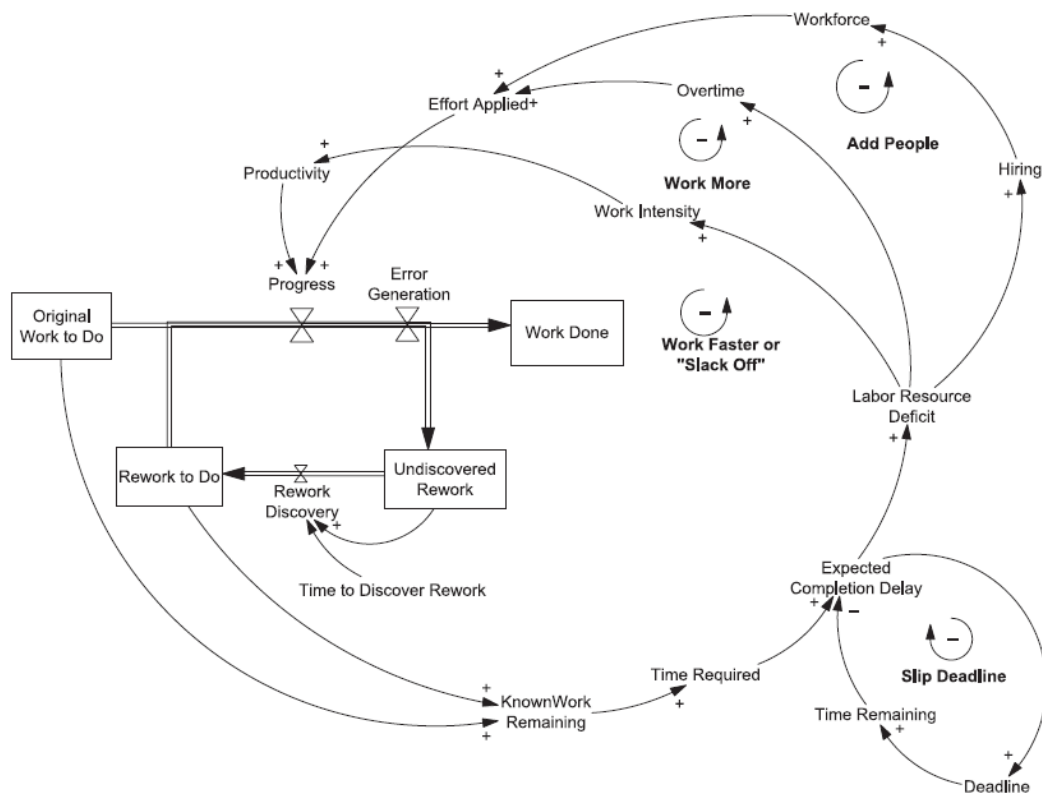 Workforce
+
+
+
Effort Applied+
Overtime
+
-
Add People
-
Work More
+
Productivity
Hiring
+
Work Intensity
+
+
+
Progress
Error
Generation
Original
Work to Do
Work Done
-
Work Faster or
"Slack Off"
Labor Resource
Deficit
+
Rework to Do
Undiscovered
Rework
Rework
Discovery
+
Time to Discover Rework
Expected
Completion Delay
+
-
-
Slip Deadline
+
KnownWork
Remaining
+
Time Required
+
Time Remaining
+
+
Deadline